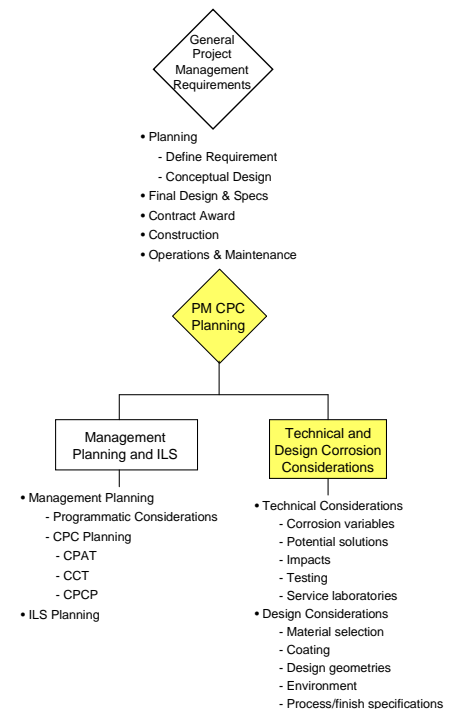 General
Project
Management
Requirements
• Planning
- Define Requirement
- Conceptual Design
• Final Design & Specs
• Contract Award
• Construction
• Operations & Maintenance
PM CPC
Planning
Management
Planning and ILS
• Management Planning
- Programmatic Considerations
- CPC Planning
- CPAT
- CCT
- CPCP
• ILS Planning
Technical and
Design Corrosion
Considerations
• Technical Considerations
- Corrosion variables
- Potential solutions
- Impacts
- Testing
- Service laboratories
• Design Considerations
- Material selection
- Coating
- Design geometries
- Environment
- Process/finish specifications